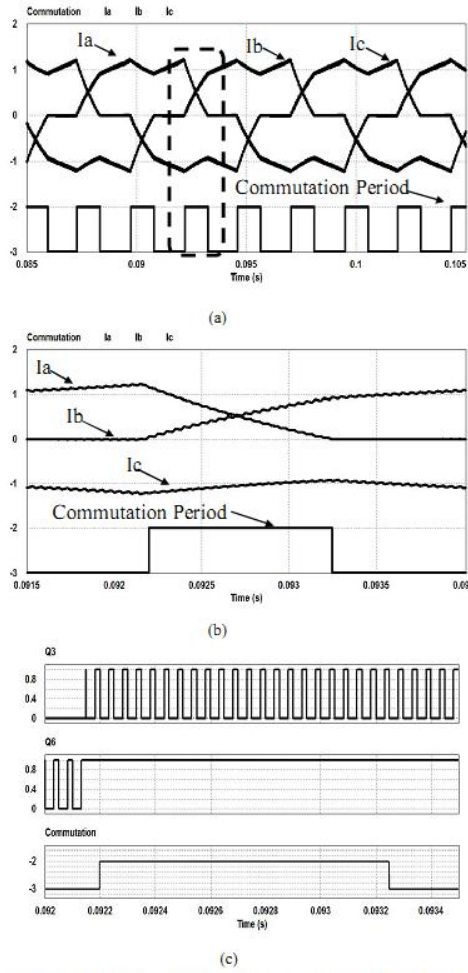 Commutation Ia Ib Ic
2
Ia
Ib
Ic
1
0
-1
Commutation Period
-2
-3
0.085 0.09 0.095 0.1 0.105
Time (s)
(a)
Commutation Ia Ib Ic
2
Ia
1
Ib
0
Ic
-1
Commutation Period
-2
-3
0.0915 0.092 0.0925 0.093 0.0935
Time (s)
(b)
Q3
0.8
0.4
0
Q6
0.8
0.4
0
Commutation
-2
-3
0.092 0.0922 0.0924 0.0926 0.0928 0.093 0.0932 0.0934
Time (s)
(c)